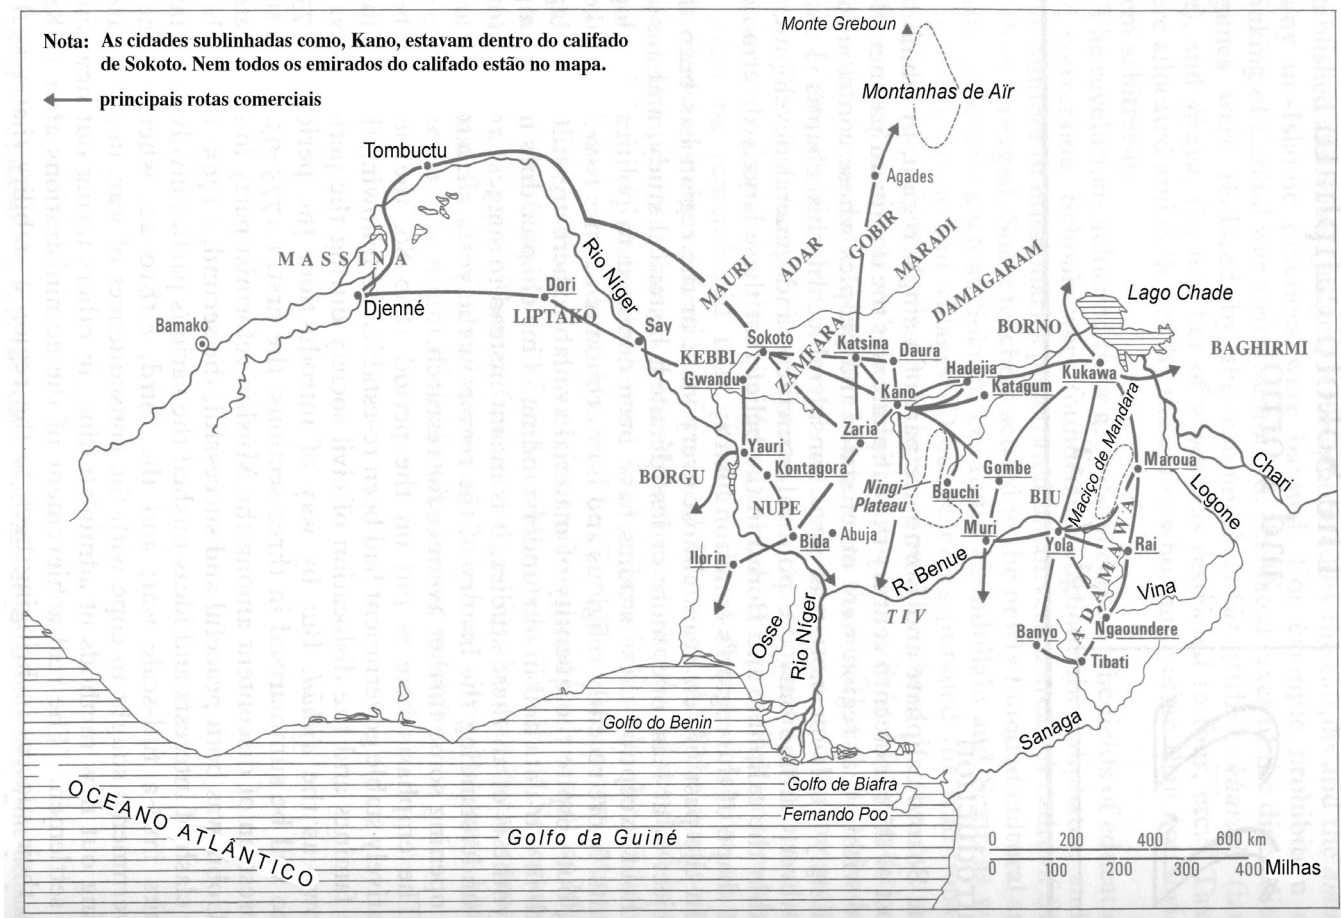 Nota: As cidades sublinhadas como, Kano, estavam dentro do califado
de Sokoto. Nem todos os emirados do califado estão no mapa.
principais rotas comerciais
Monte Greboun
Montanhas de Aïr
Tombuctu
Agades
MASSINA
Rio Níger
MAURI
ADAR
GOBIR
MARADI
DAMAGARAM
Djenné
Dori
LIPTAKO
Say
Bamako
Lago Chade
BORNO
BAGHIRMI
KEBBI
Sokoto
ZAMFARA
Katsina
Daura
Gwandu
Kano
Hadejia
Katagum
Kukawa
Zaria
Yauri
BORGU
Kontagora
NUPE
Ningi
Plateau
Bauchi
Gombe
BIU
Maciço de Mandara
Maroua
Chari
Logone
Bida
Abuja
Ilorin
Muri
Yola
Rai
ADAMAWA
R. Benue
TIV
Vina
Osse
Rio Níger
Banyo
Ngaoundere
Tibati
Sanaga
Golfo do Benin
Golfo de Biafra
Fernando Poo
OCEANO ATLÂNTICO
Golfo da Guiné
0 200 400 600 km
0 100 200 300 400 Milhas